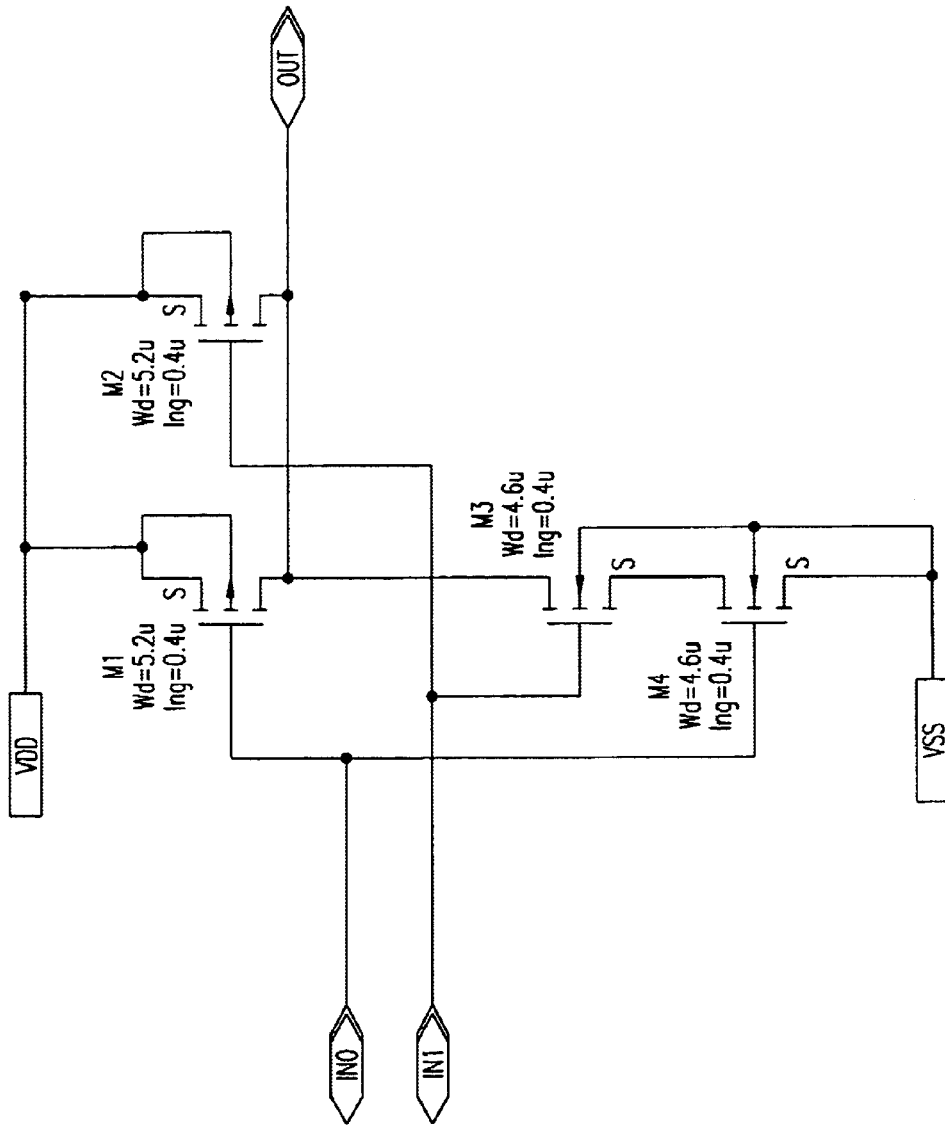 VDD
M1
Wd=5.2u
lng=0.4u
S
M2
Wd=5.2u
lng=0.4u
S
OUT
IN0
IN1
M3
Wd=4.6u
lng=0.4u
S
M4
Wd=4.6u
lng=0.4u
S
VSS